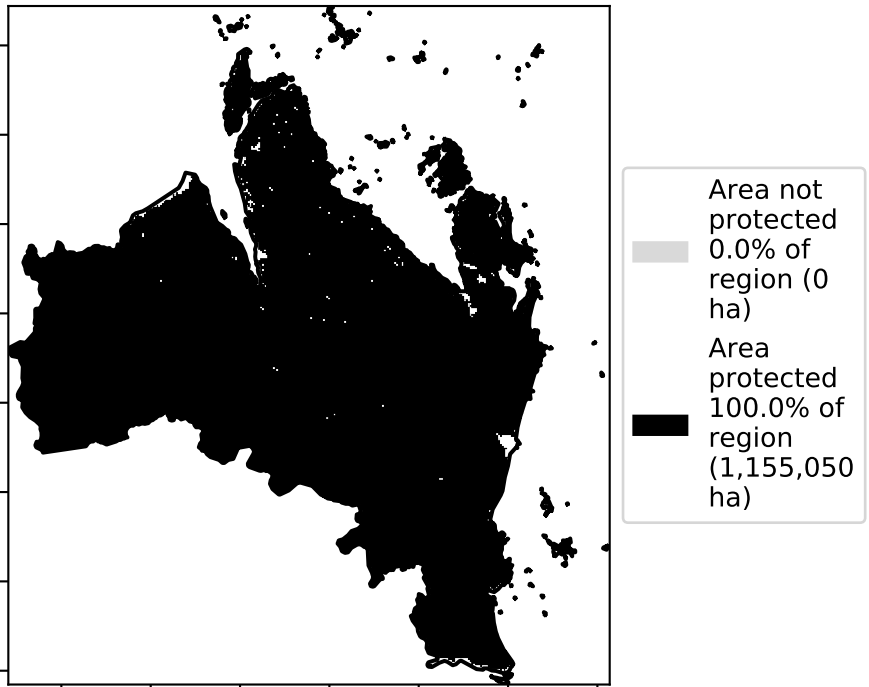 Area not
protected
0.0% of
region (0
ha)
Area
protected
100.0% of
region
(1,155,050
ha)